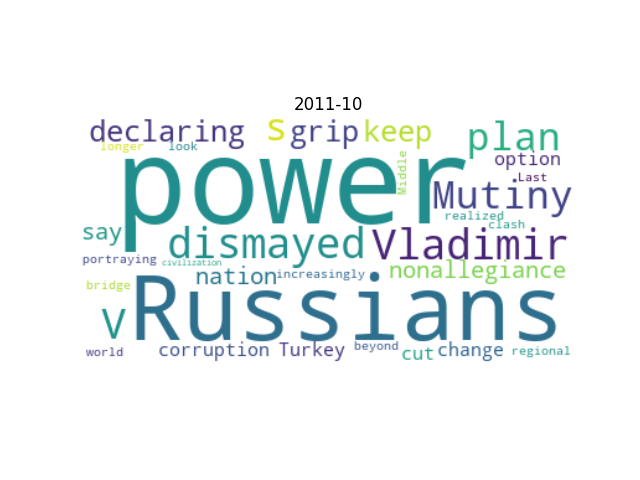 2011-10
declaring s grip keep plan
longer look
power Middle option
Last
Mutiny
realized
clash
say dismayed Vladimir
portraying civilization
nation increasingly nonallegiance
bridge
v Russians
world corruption Turkey beyond cut change regional